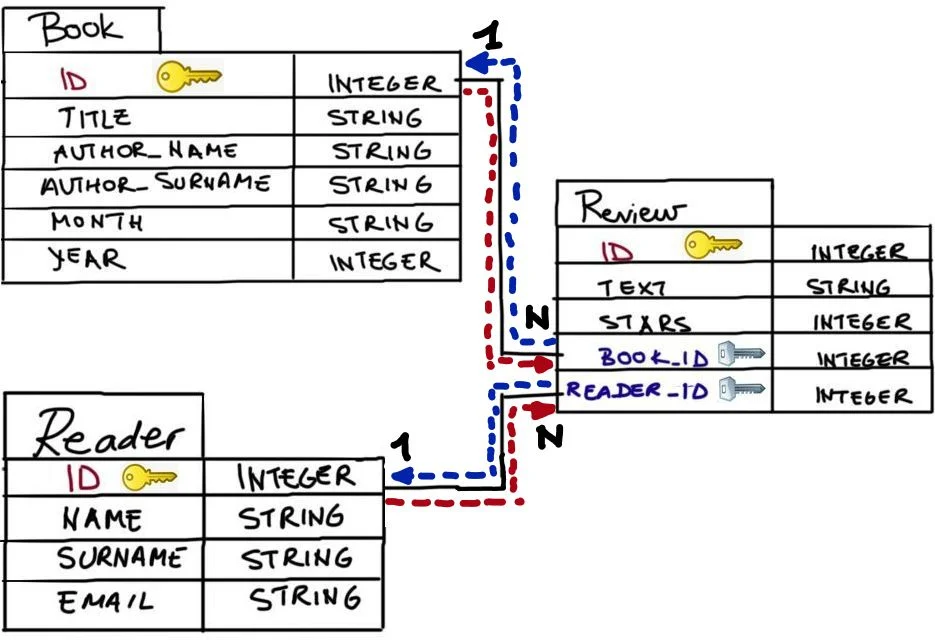 Book
ID INTEGER
TITLE STRING
AUTHOR_NAME STRING
AUTHOR_SURNAME STRING
MONTH STRING
YEAR INTEGER
1
N
Review
ID INTEGER
TEXT STRING
STARS INTEGER
BOOK_ID INTEGER
READER_ID INTEGER
N
1
Reader
ID INTEGER
NAME STRING
SURNAME STRING
EMAIL STRING